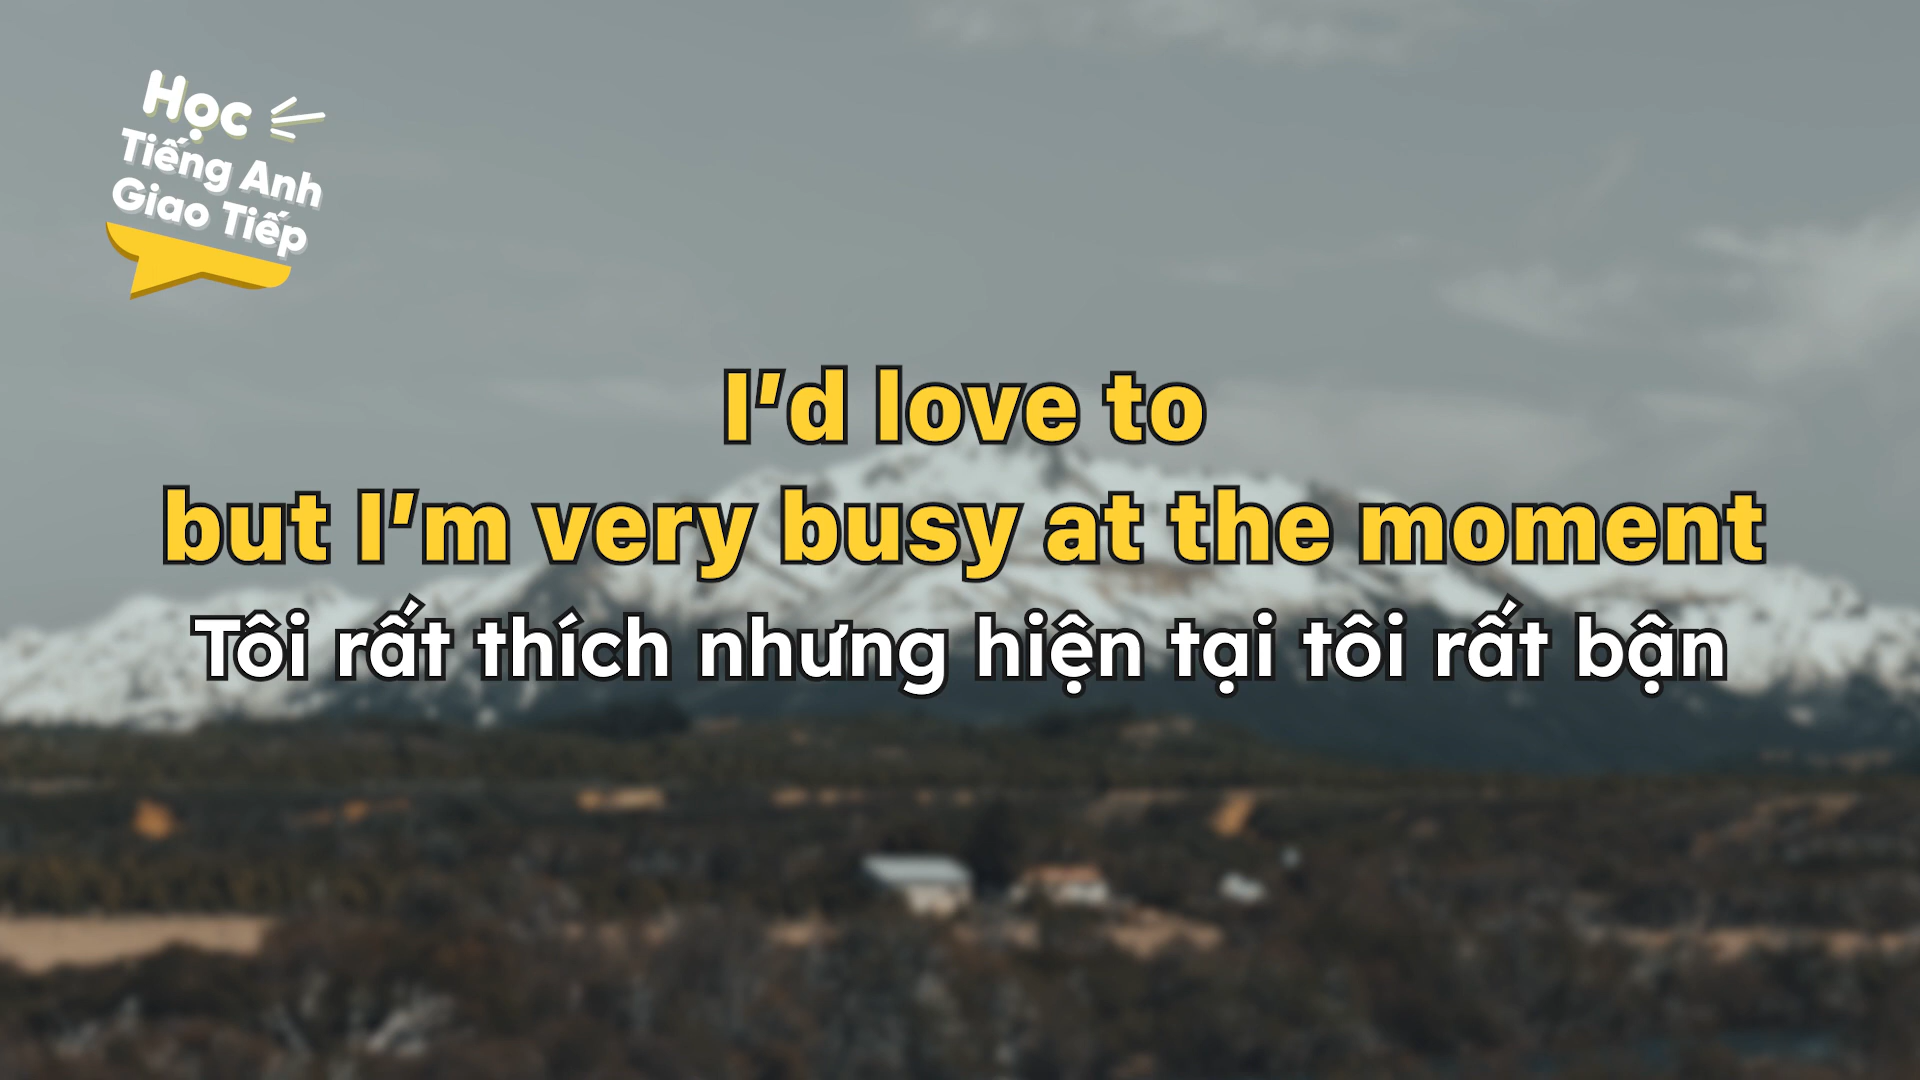 Học
Tiếng Anh
Giao Tiếp
I’d love to
but I’m very busy at the moment
Tôi rất thích nhưng hiện tại tôi rất bận